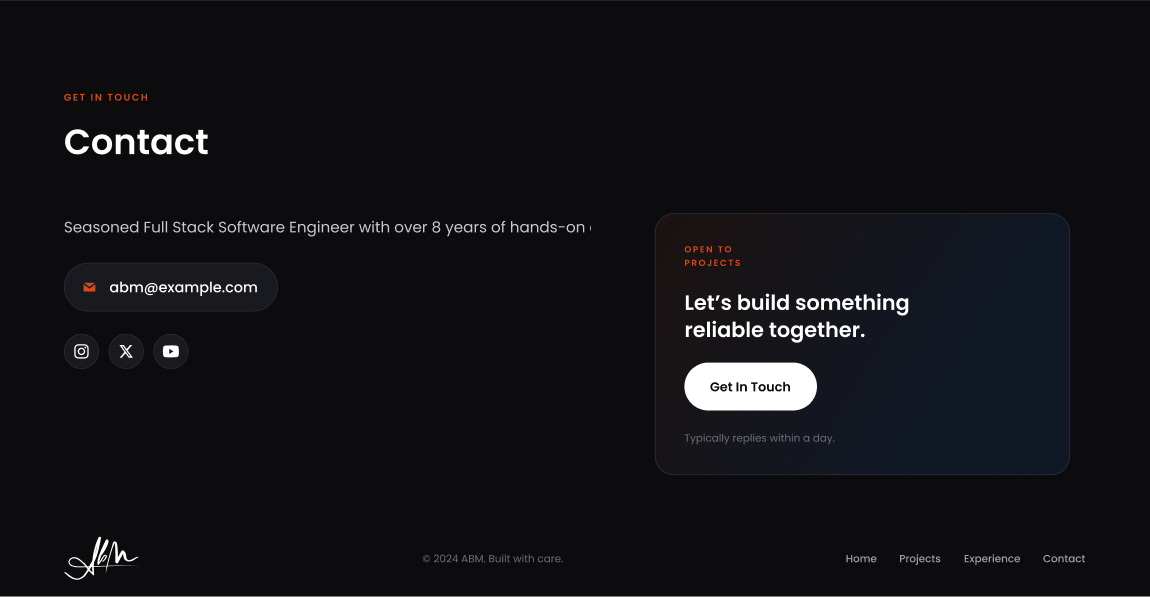 GET IN TOUCH
Contact
Seasoned Full Stack Software Engineer with over 8 years of hands-on
abm@example.com
OPEN TO
PROJECTS
Let’s build something
reliable together.
Get In Touch
Typically replies within a day.
Abm
© 2024 ABM. Built with care.
Home Projects Experience Contact